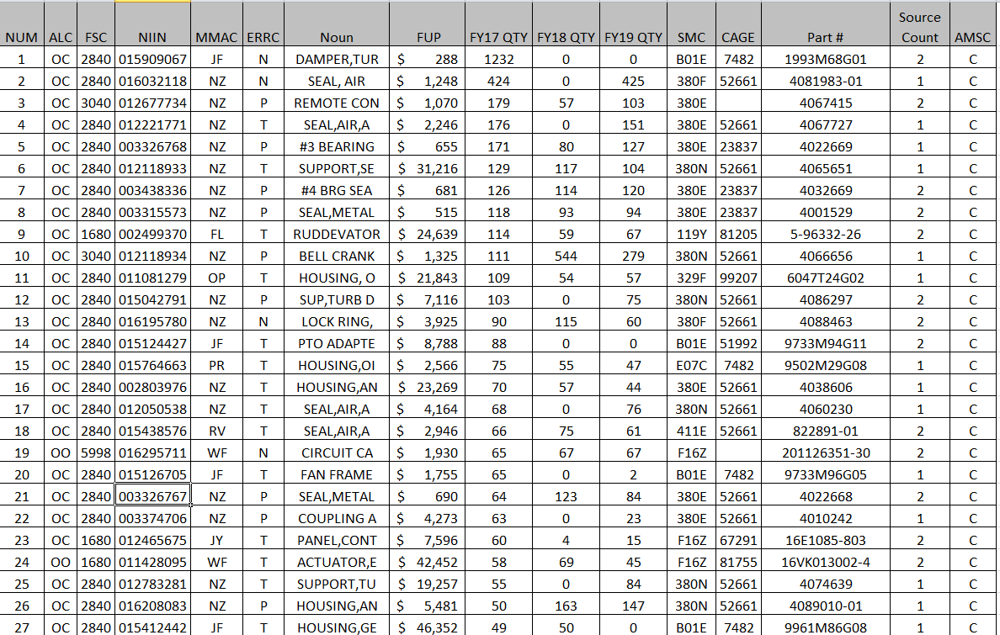 Source
NUM ALC FSC NIIN MMAC ERRC Noun FUP FY17 QTY FY18 QTY FY19 QTY SMC CAGE Part # Count AMSC
1 OC 2840 015909067 JF N DAMPER,TUR $ 288 1232 0 0 B01E 7482 1993M68G01 2 C
2 OC 2840 016032118 NZ N SEAL, AIR $ 1,248 424 0 425 380F 52661 4081983-01 1 C
3 OC 3040 012677734 NZ P REMOTE CON $ 1,070 179 57 103 380E 4067415 2 C
4 OC 2840 012221771 NZ T SEAL,AIR,A $ 2,246 176 0 151 380E 52661 4067727 1 C
5 OC 2840 003326768 NZ P #3 BEARING $ 655 171 80 127 380E 23837 4022669 1 C
6 OC 2840 012118933 NZ T SUPPORT,SE $ 31,216 129 117 104 380N 52661 4065651 1 C
7 OC 2840 003438336 NZ P #4 BRG SEA $ 681 126 114 120 380E 23837 4032669 2 C
8 OC 2840 003315573 NZ P SEAL,METAL $ 515 118 93 94 380E 23837 4001529 2 C
9 OC 1680 002499370 FL T RUDDEVATOR $ 24,639 114 59 67 119Y 81205 5-96332-26 2 C
10 OC 3040 012118934 NZ P BELL CRANK $ 1,325 111 544 279 380N 52661 4066656 1 C
11 OC 2840 011081279 OP T HOUSING, O $ 21,843 109 54 57 329F 99207 6047T24G02 1 C
12 OC 2840 015042791 NZ P SUP,TURB D $ 7,116 103 0 75 380N 52661 4086297 1 C
13 OC 2840 016195780 NZ N LOCK RING, $ 3,925 90 115 60 380F 52661 4088463 2 C
14 OC 2840 015124427 JF T PTO ADAPTE $ 8,788 88 0 0 B01E 51992 9733M94G11 2 C
15 OC 2840 015764663 PR T HOUSING,OI $ 2,566 75 55 47 E07C 7482 9502M29G08 1 C
16 OC 2840 002803976 NZ T HOUSING,AN $ 23,269 70 57 44 380E 52661 4038606 1 C
17 OC 2840 012050538 NZ T SEAL,AIR,A $ 4,164 68 0 76 380N 52661 4060230 1 C
18 OC 2840 015438576 RV T SEAL,AIR,A $ 2,946 66 75 61 411E 52661 822891-01 2 C
19 OO 5998 016295711 WF N CIRCUIT CA $ 1,930 65 67 67 F16Z 201126351-30 2 C
20 OC 2840 015126705 JF T FAN FRAME $ 1,755 65 0 2 B01E 7482 9733M96G05 1 C
21 OC 2840 003326767 NZ P SEAL,METAL $ 690 64 123 84 380E 52661 4022668 2 C
22 OC 2840 003374706 NZ P COUPLING A $ 4,273 63 0 23 380E 52661 4010242 1 C
23 OC 1680 012465675 JY T PANEL,CONT $ 7,596 60 4 15 F16Z 67291 16E1085-803 2 C
24 OO 1680 011428095 WF T ACTUATOR,E $ 42,452 58 69 45 F16Z 81755 16VK013002-4 2 C
25 OC 2840 012783281 NZ T SUPPORT,TU $ 19,257 55 0 84 380N 52661 4074639 1 C
26 OC 2840 016208083 NZ P HOUSING,AN $ 5,481 50 163 147 380N 52661 4089010-01 1 C
27 OC 2840 015412442 JF T HOUSING,GE $ 46,352 49 50 0 B01E 7482 9961M86G08 1 C